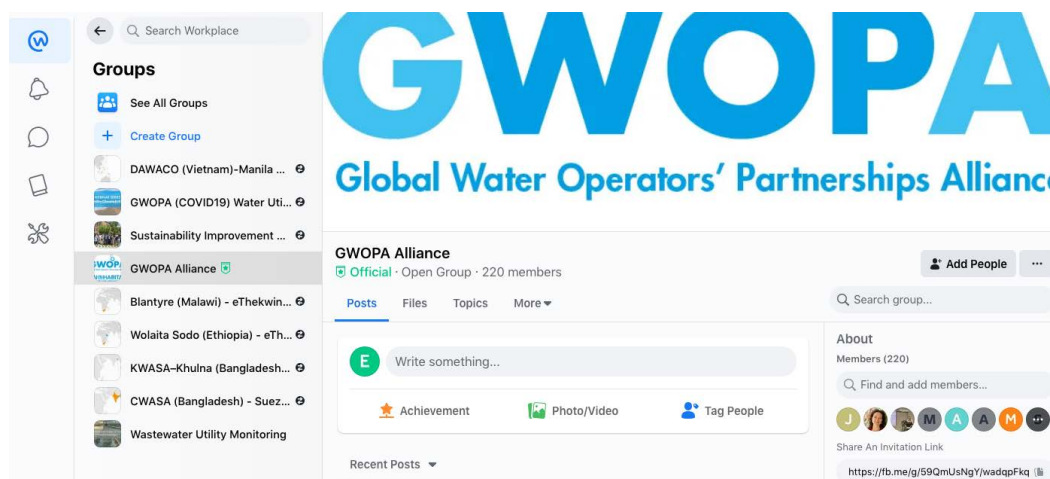 Search Workplace
Groups
See All Groups
Create Group
DAWACO (Vietnam)-Manila ...
GWOPA (COVID19) Water Uti...
Sustainability Improvement ...
GWOPA Alliance
Blantyre (Malawi) - eThekwin...
Wolaita Sodo (Ethiopia) - eTh...
KWASA–Khulna (Bangladesh...
CWASA (Bangladesh) - Suez...
Wastewater Utility Monitoring
GWOPA
Global Water Operators' Partnerships Alliance
GWOPA Alliance
Official · Open Group · 220 members
Add People
...
Posts Files Topics More
Search group...
E
Write something...
Achievement Photo/Video Tag People
Recent Posts
About
Members (220)
Find and add members...
J M A A M
Share An Invitation Link
https://fb.me/g/59QmUsNgY/wadqpFkq